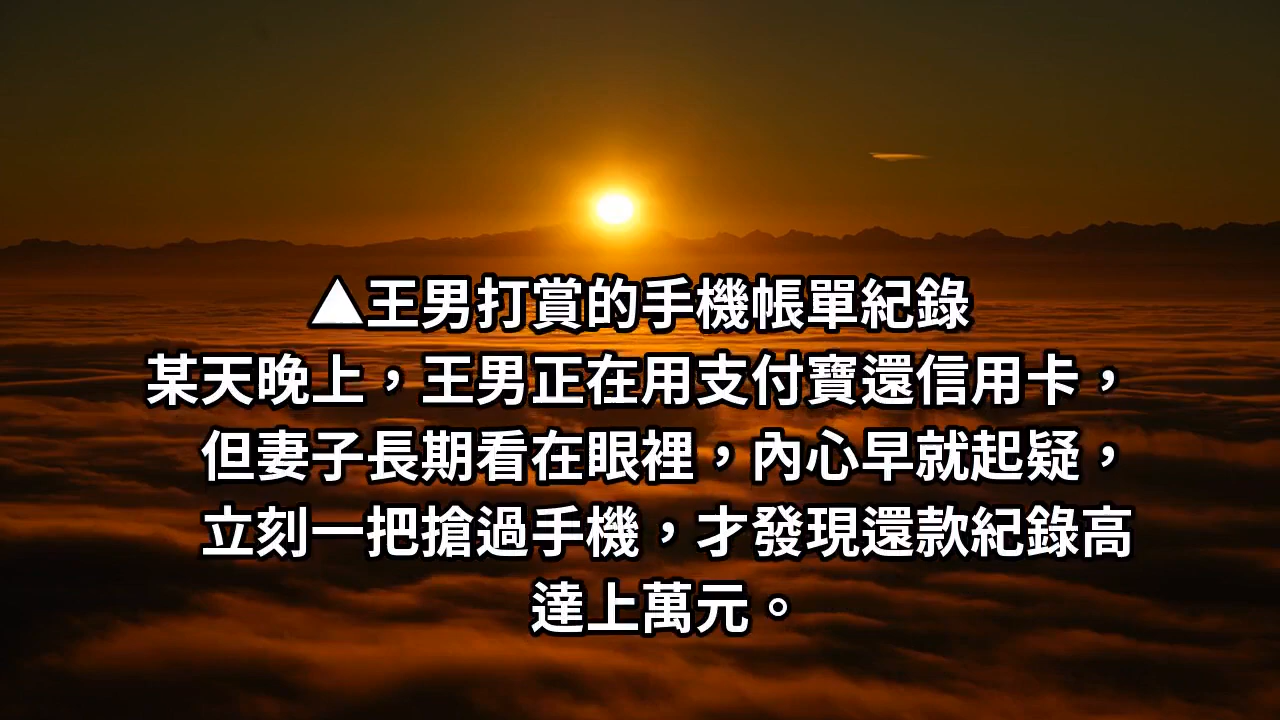 ▲王男打賞的手機帳單紀錄
某天晚上，王男正在用支付寶還信用卡，
但妻子長期看在眼裡，內心早就起疑，
立刻一把搶過手機，才發現還款紀錄高
達上萬元。